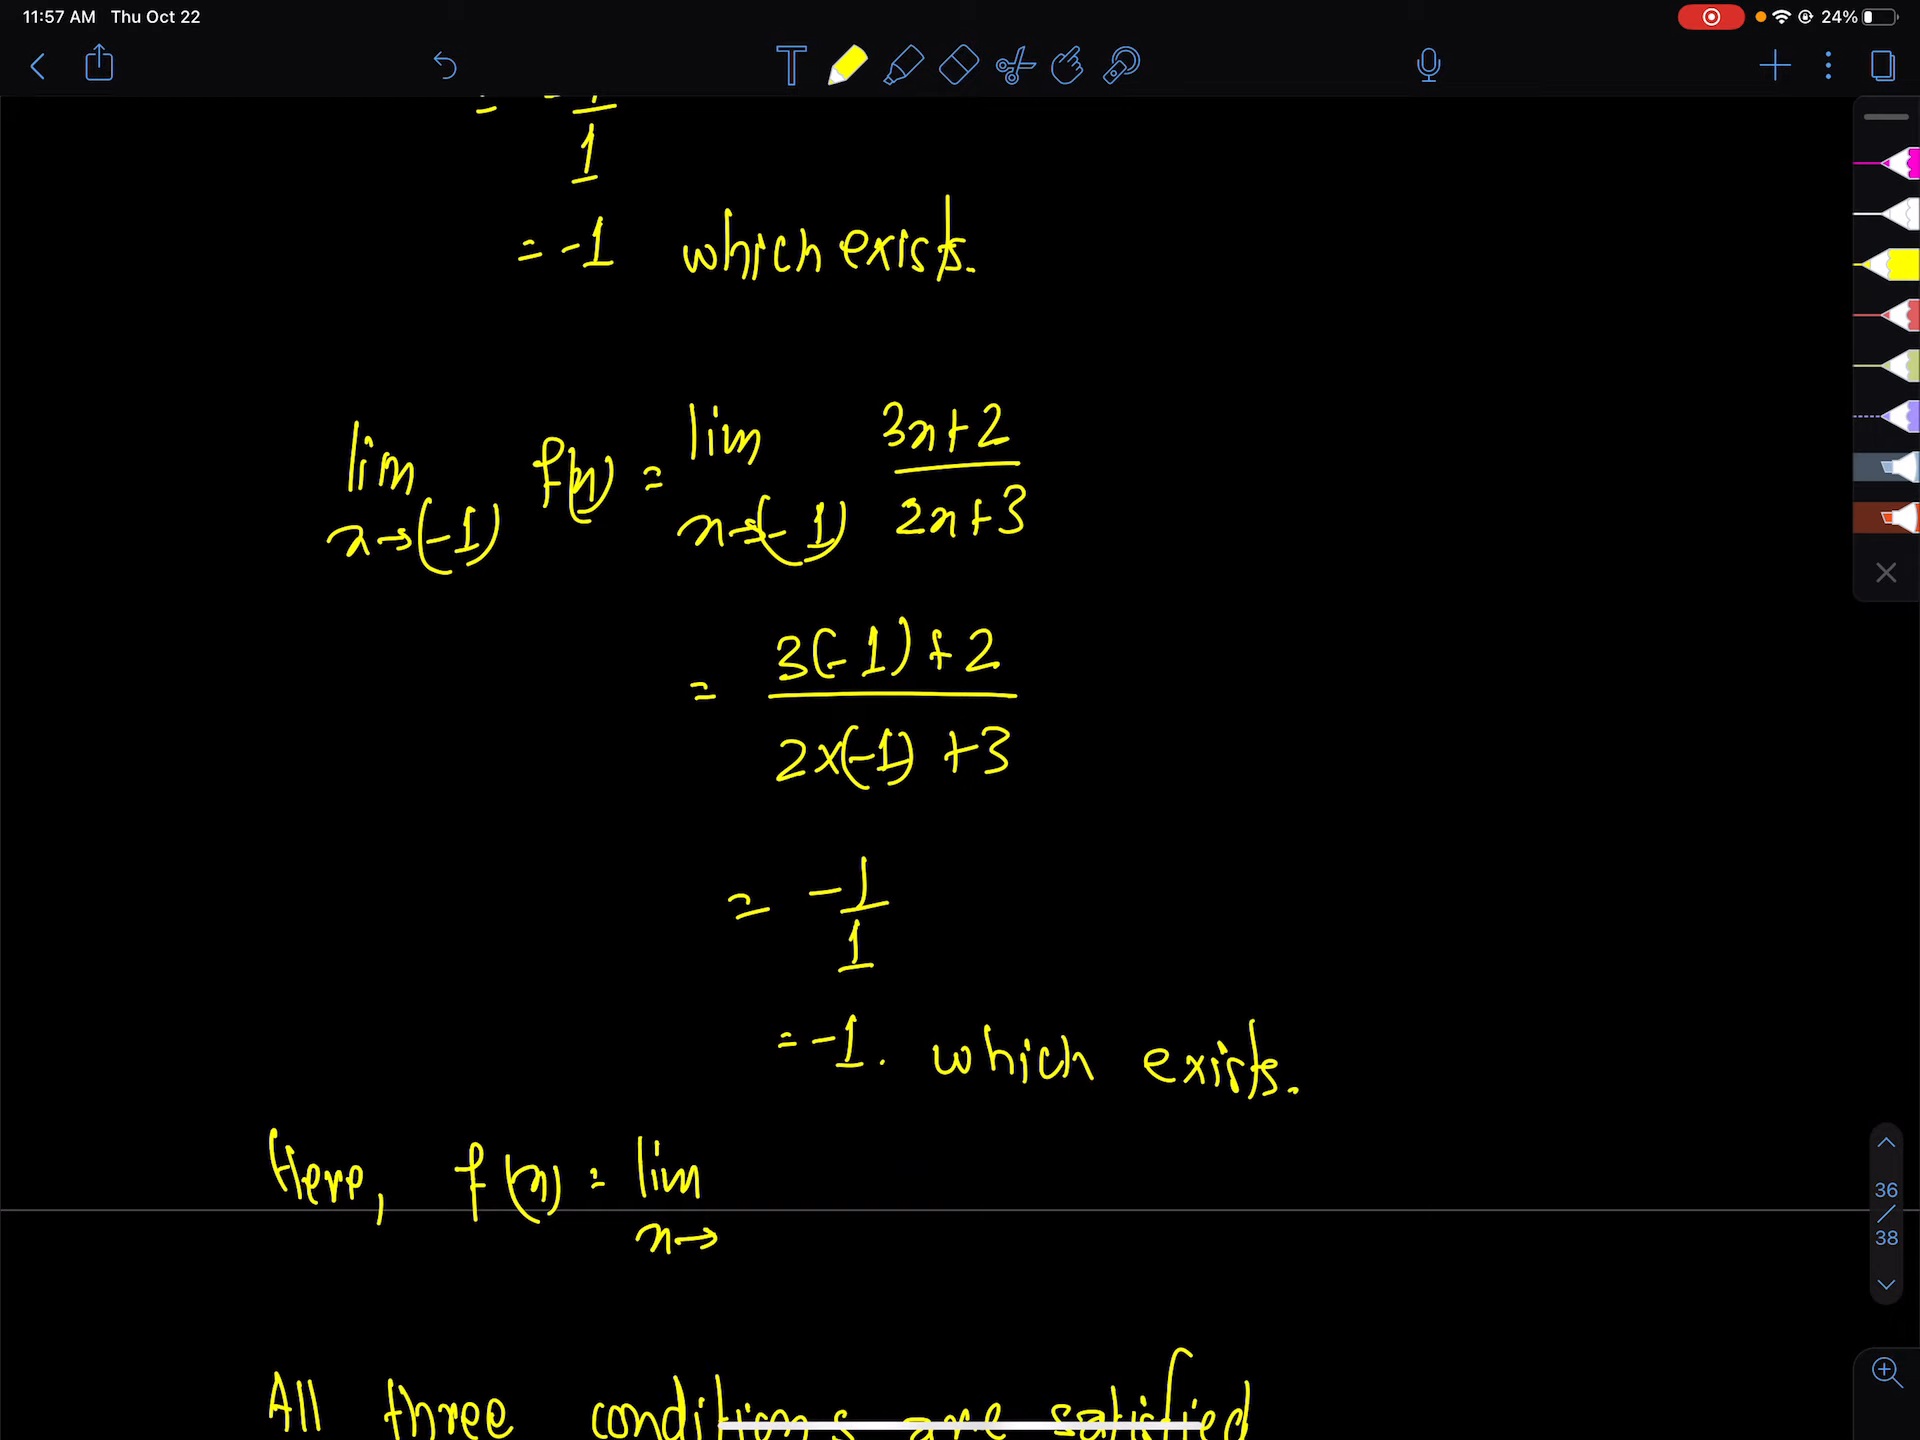 11:57 AM Thu Oct 22
24%
= -1/1
= -1 which exists.
lim f(x) = lim 3x+2
x→(-1) x→(-1) 2x+3
= 3(-1)+2
2×(-1) +3
= -1
1
= -1. which exists.
Here, f(x) = lim
x→
36
/
38
All three conditions are satisfied